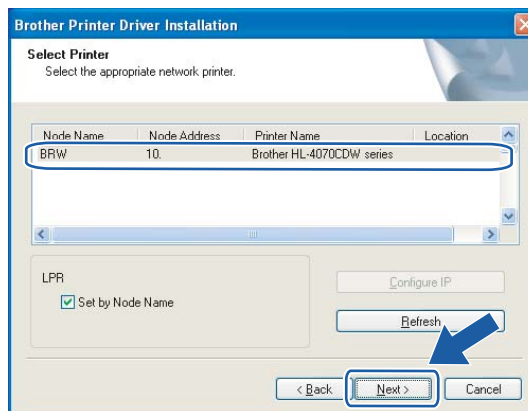 Brother Printer Driver Installation
Select Printer
Select the appropriate network printer.
Node Name Node Address Printer Name Location
BRW 10. Brother HL-4070CDW series
LPR
Set by Node Name
Configure IP
Refresh
< Back Next > Cancel